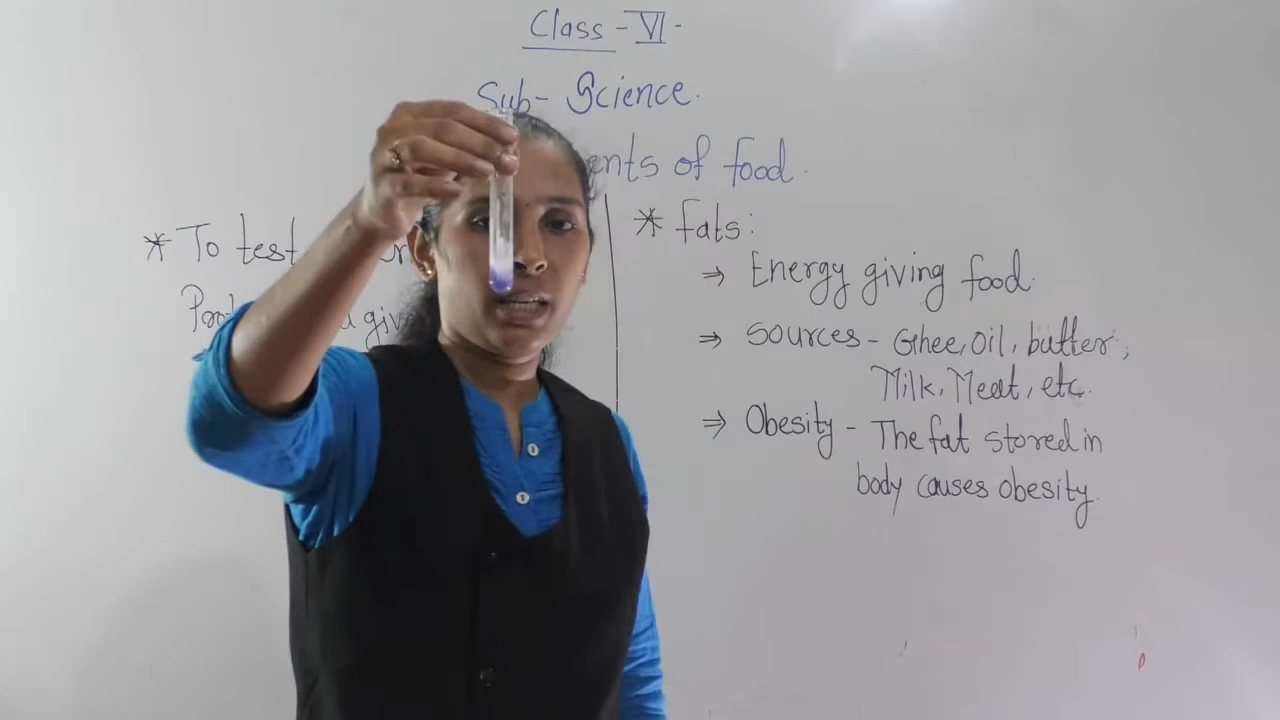 Class - VI -
Sub- Science.
of food.
* To test
giv
* fats:
⇒ Energy giving food.
⇒ Sources - Ghee, Oil, butter,
Milk, Meat, etc.
⇒ Obesity - The fat stored in
body causes obesity.